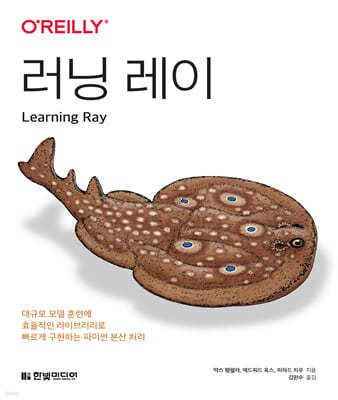 O'REILLY®
러닝 레이
Learning Ray
대규모 모델 훈련에
효율적인 라이브러리로
빠르게 구현하는 파이썬 분산 처리
막스 펌펄라, 에드워드 옥스, 리차드 리우 지음
김완수 옮김
한빛미디어